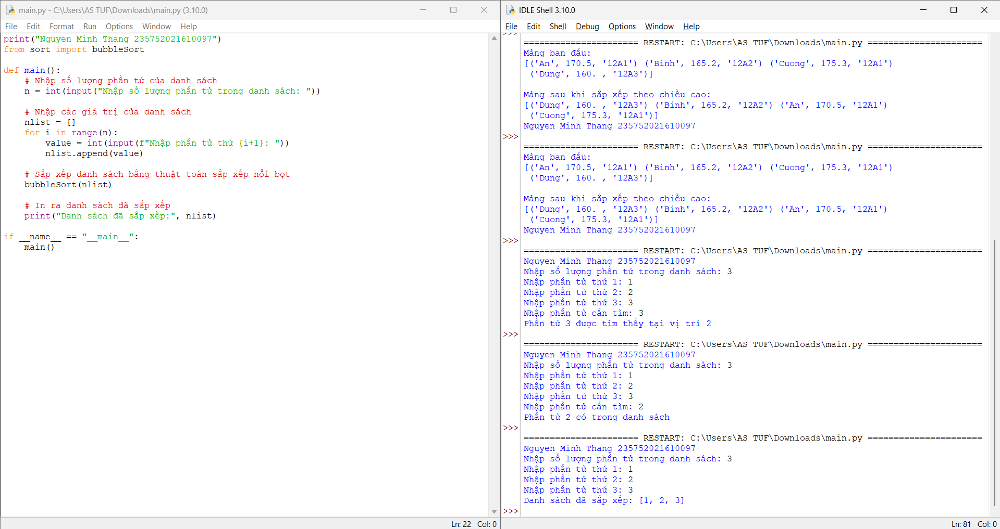 main.py - C:\Users\AS TUF\Downloads\main.py (3.10.0)
File Edit Format Run Options Window Help
print("Nguyen Minh Thang 235752021610097")
from sort import bubbleSort
def main():
    # Nhập số lượng phần tử của danh sách
    n = int(input("Nhập số lượng phần tử trong danh sách: "))
    # Nhập các giá trị của danh sách
    nlist = []
    for i in range(n):
        value = int(input(f"Nhập phần tử thứ {i+1}: "))
        nlist.append(value)
    # Sắp xếp danh sách bằng thuật toán sắp xếp nổi bọt
    bubbleSort(nlist)
    # In ra danh sách đã sắp xếp
    print("Danh sách đã sắp xếp:", nlist)
if __name__ == "__main__":
    main()
Ln: 22 Col: 0
IDLE Shell 3.10.0
File Edit Shell Debug Options Window Help
>>>
====================== RESTART: C:\Users\AS TUF\Downloads\main.py ======================
Mảng ban đầu:
[('An', 170.5, '12A1') ('Binh', 165.2, '12A2') ('Cuong', 175.3, '12A1')
 ('Dung', 160. , '12A3')]
Mảng sau khi sắp xếp theo chiều cao:
[('Dung', 160. , '12A3') ('Binh', 165.2, '12A2') ('An', 170.5, '12A1')
 ('Cuong', 175.3, '12A1')]
Nguyen Minh Thang 235752021610097
>>>
====================== RESTART: C:\Users\AS TUF\Downloads\main.py ======================
Mảng ban đầu:
[('An', 170.5, '12A1') ('Binh', 165.2, '12A2') ('Cuong', 175.3, '12A1')
 ('Dung', 160. , '12A3')]
Mảng sau khi sắp xếp theo chiều cao:
[('Dung', 160. , '12A3') ('Binh', 165.2, '12A2') ('An', 170.5, '12A1')
 ('Cuong', 175.3, '12A1')]
Nguyen Minh Thang 235752021610097
>>>
====================== RESTART: C:\Users\AS TUF\Downloads\main.py ======================
Nguyen Minh Thang 235752021610097
Nhập số lượng phần tử trong danh sách: 3
Nhập phần tử thứ 1: 1
Nhập phần tử thứ 2: 2
Nhập phần tử thứ 3: 3
Nhập phần tử cần tìm: 3
Phần tử 3 được tìm thấy tại vị trí 2
>>>
====================== RESTART: C:\Users\AS TUF\Downloads\main.py ======================
Nguyen Minh Thang 235752021610097
Nhập số lượng phần tử trong danh sách: 3
Nhập phần tử thứ 1: 1
Nhập phần tử thứ 2: 2
Nhập phần tử thứ 3: 3
Nhập phần tử cần tìm: 2
Phần tử 2 có trong danh sách
>>>
====================== RESTART: C:\Users\AS TUF\Downloads\main.py ======================
Nguyen Minh Thang 235752021610097
Nhập số lượng phần tử trong danh sách: 3
Nhập phần tử thứ 1: 1
Nhập phần tử thứ 2: 2
Nhập phần tử thứ 3: 3
Danh sách đã sắp xếp: [1, 2, 3]
>>>
Ln: 81 Col: 0